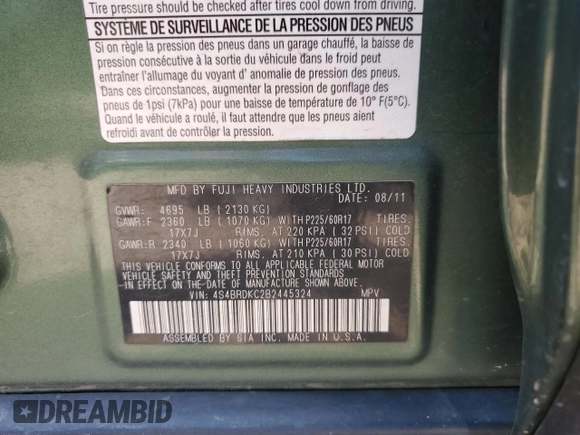 Tire pressure should be checked after tires cool down from driving.
SYSTÈME DE SURVEILLANCE DE LA PRESSION DES PNEUS
Si on règle la pression des pneus dans un garage chauffé, la baisse de
pression consécutive à la sortie du véhicule dans le froid peut
entraîner l'allumage du voyant d' anomalie de pression des pneus.
Dans ces circonstances, augmenter la pression de gonflage des
pneus de 1psi (7kPa) pour une baisse de température de 10° F(5°C).
Quand le véhicule a roulé, il faut attendre que les pneus aient
refroidi avant de contrôler la pression.
MFD BY FUJI HEAVY INDUSTRIES LTD.
DATE: 08/11
GVWR: 4695 LB (2130 KG)
GAWR:F 2360 LB (1070 KG) WITH P225/60R17 TIRES.
17X7J RIMS, AT 220 KPA (32 PSI) COLD
GAWR:R 2340 LB (1060 KG) WITH P225/60R17 TIRES.
17X7J RIMS, AT 210 KPA (30 PSI) COLD
THIS VEHICLE CONFORMS TO ALL APPLICABLE FEDERAL MOTOR
VEHICLE SAFETY AND THEFT PREVENTION STANDARDS
IN EFFECT ON THE DATE OF MANUFACTURE SHOWN ABOVE.
VIN: 4S4BRDKC2B2445324 MPV
ASSEMBLED BY SIA INC. MADE IN U.S.A.
DREAMBID